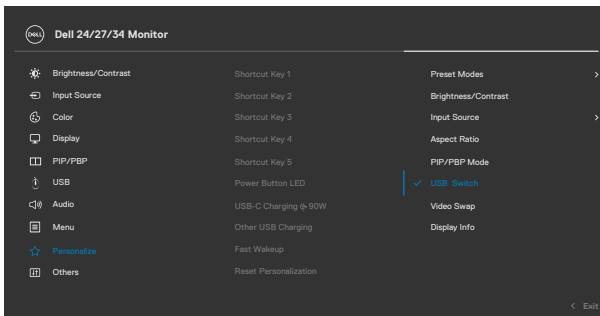 DELL
Dell 24/27/34 Monitor
Brightness/Contrast
Input Source
Color
Display
PIP/PBP
USB
Audio
Menu
Personalize
Others
Shortcut Key 1
Shortcut Key 2
Shortcut Key 3
Shortcut Key 4
Shortcut Key 5
Power Button LED
USB-C Charging 90W
Other USB Charging
Fast Wakeup
Reset Personalization
Preset Modes
Brightness/Contrast
Input Source
Aspect Ratio
PIP/PBP Mode
USB Switch
Video Swap
Display Info
Exit